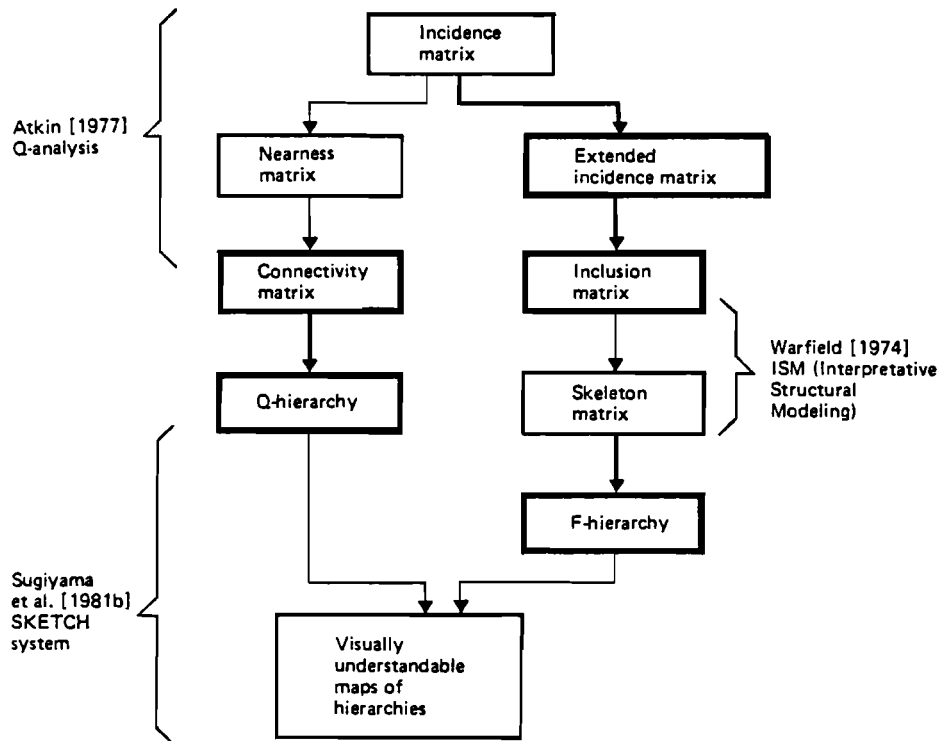 Incidence
matrix
Atkin [1977]
Q-analysis
Nearness
matrix
Extended
incidence matrix
Connectivity
matrix
Inclusion
matrix
Warfield [1974]
ISM (Interpretative
Structural
Modeling)
Q-hierarchy
Skeleton
matrix
F-hierarchy
Sugiyama
et al. [1981b]
SKETCH
system
Visually
understandable
maps of
hierarchies